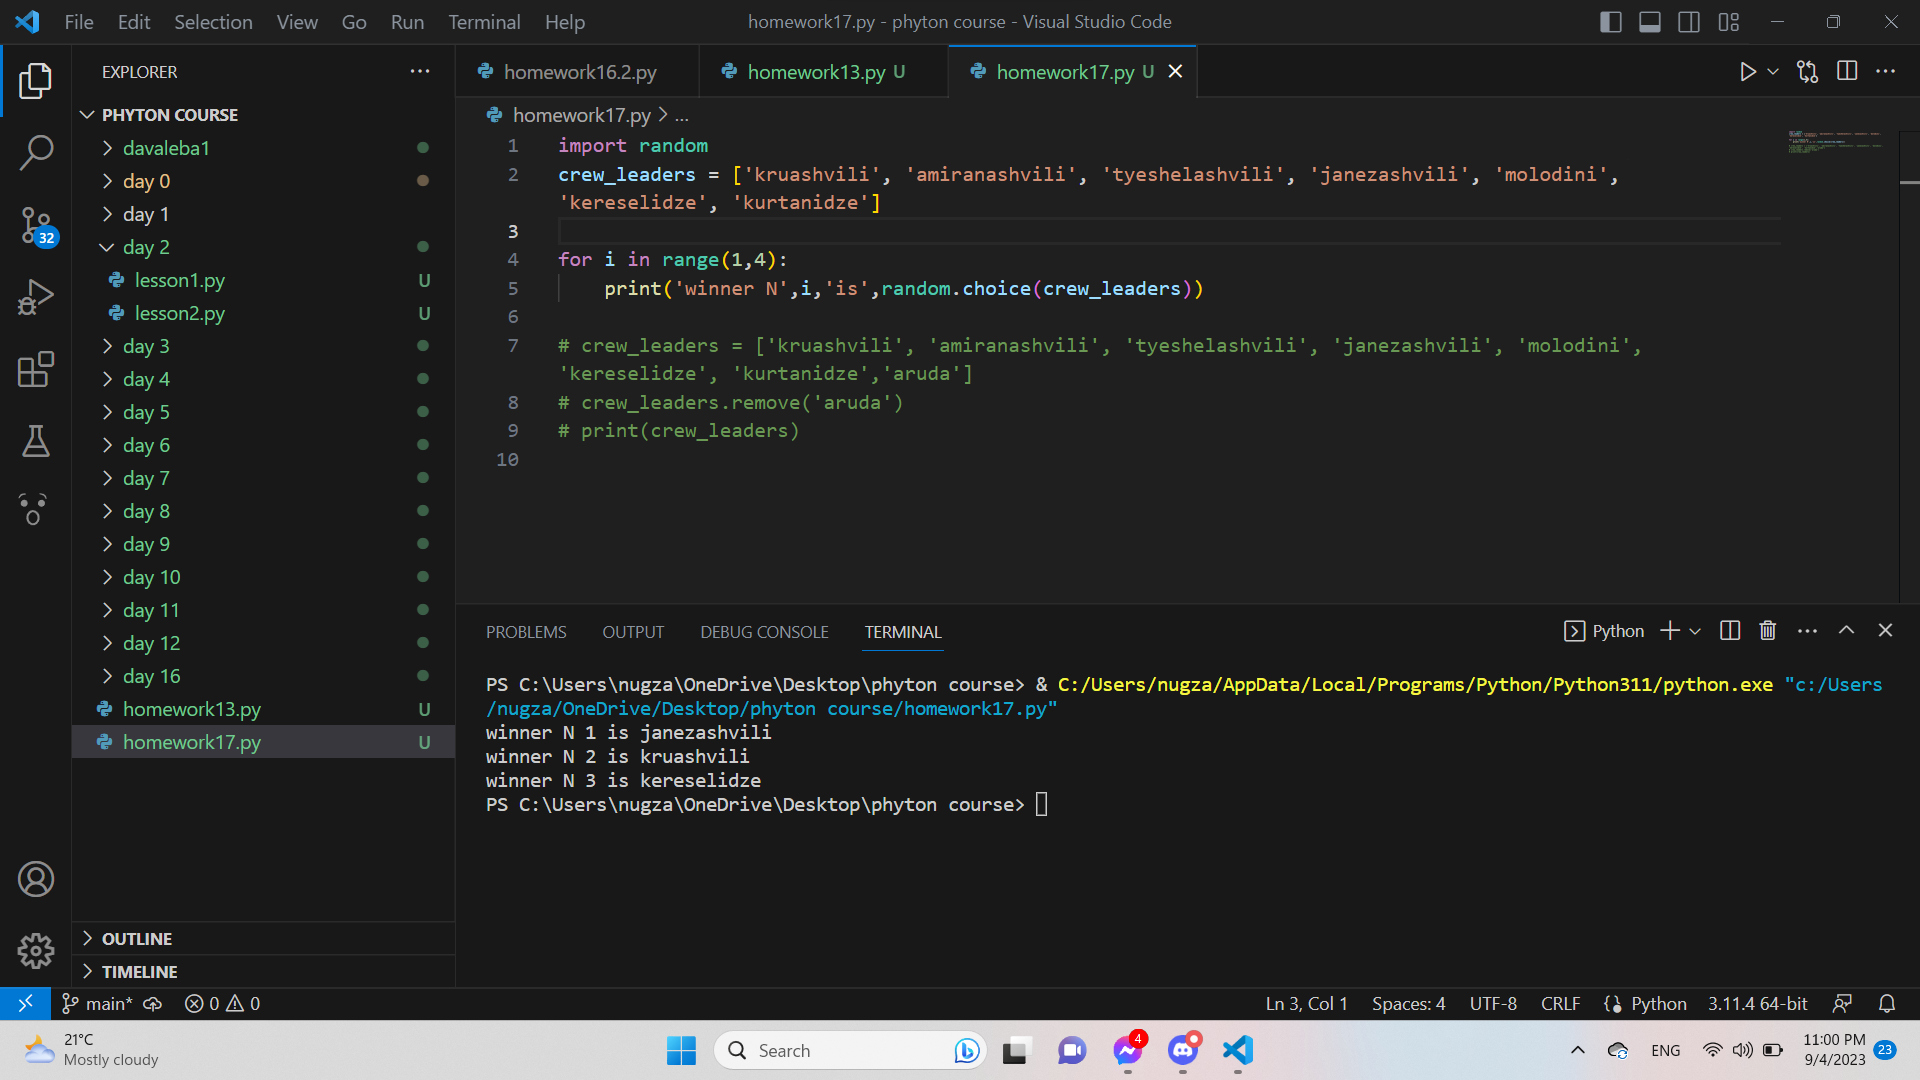 File Edit Selection View Go Run Terminal Help
homework17.py - phyton course - Visual Studio Code
EXPLORER
PHYTON COURSE
davaleba1
day 0
day 1
day 2
lesson1.py U
lesson2.py U
day 3
day 4
day 5
day 6
day 7
day 8
day 9
day 10
day 11
day 12
day 16
homework13.py U
homework17.py U
OUTLINE
TIMELINE
32
homework16.2.py
homework13.py U
homework17.py U
homework17.py > ...
1 import random
2 crew_leaders = ['kruashvili', 'amiranashvili', 'tyeshelashvili', 'janezashvili', 'molodini',
'kereselidze', 'kurtanidze']
3
4 for i in range(1,4):
5 print('winner N',i,'is',random.choice(crew_leaders))
6
7 # crew_leaders = ['kruashvili', 'amiranashvili', 'tyeshelashvili', 'janezashvili', 'molodini',
'kereselidze', 'kurtanidze','aruda']
8 # crew_leaders.remove('aruda')
9 # print(crew_leaders)
10
PROBLEMS OUTPUT DEBUG CONSOLE TERMINAL
Python
PS C:\Users\nugza\OneDrive\Desktop\phyton course> & C:/Users/nugza/AppData/Local/Programs/Python/Python311/python.exe "c:/Users
/nugza/OneDrive/Desktop/phyton course/homework17.py"
winner N 1 is janezashvili
winner N 2 is kruashvili
winner N 3 is kereselidze
PS C:\Users\nugza\OneDrive\Desktop\phyton course>
main* 0 0
Ln 3, Col 1 Spaces: 4 UTF-8 CRLF Python 3.11.4 64-bit
21°C
Mostly cloudy
Search
4
ENG
11:00 PM
9/4/2023
23